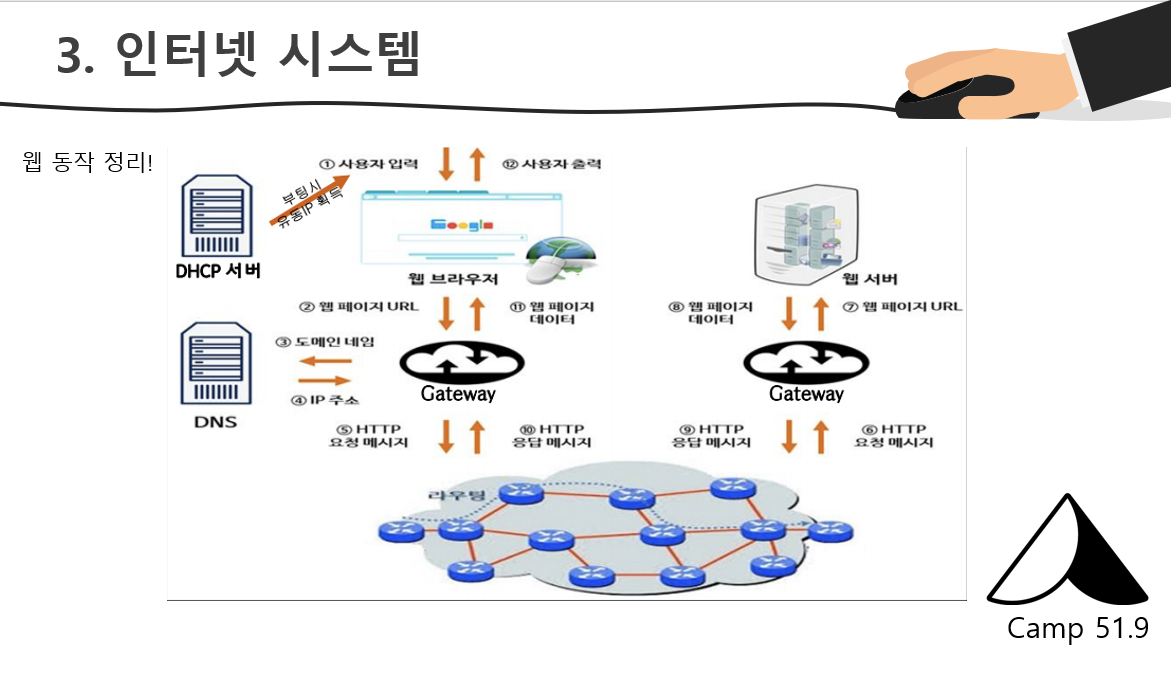 3. 인터넷 시스템
웹 동작 정리!
① 사용자 입력
⑫ 사용자 출력
부팅시
유동IP 획득
Google
DHCP 서버
웹 브라우저
웹 서버
② 웹 페이지 URL
⑪ 웹 페이지
데이터
⑧ 웹 페이지
데이터
⑦ 웹 페이지 URL
③ 도메인 네임
④ IP 주소
DNS
Gateway
Gateway
⑤ HTTP
요청 메시지
⑩ HTTP
응답 메시지
⑨ HTTP
응답 메시지
⑥ HTTP
요청 메시지
라우팅
Camp 51.9